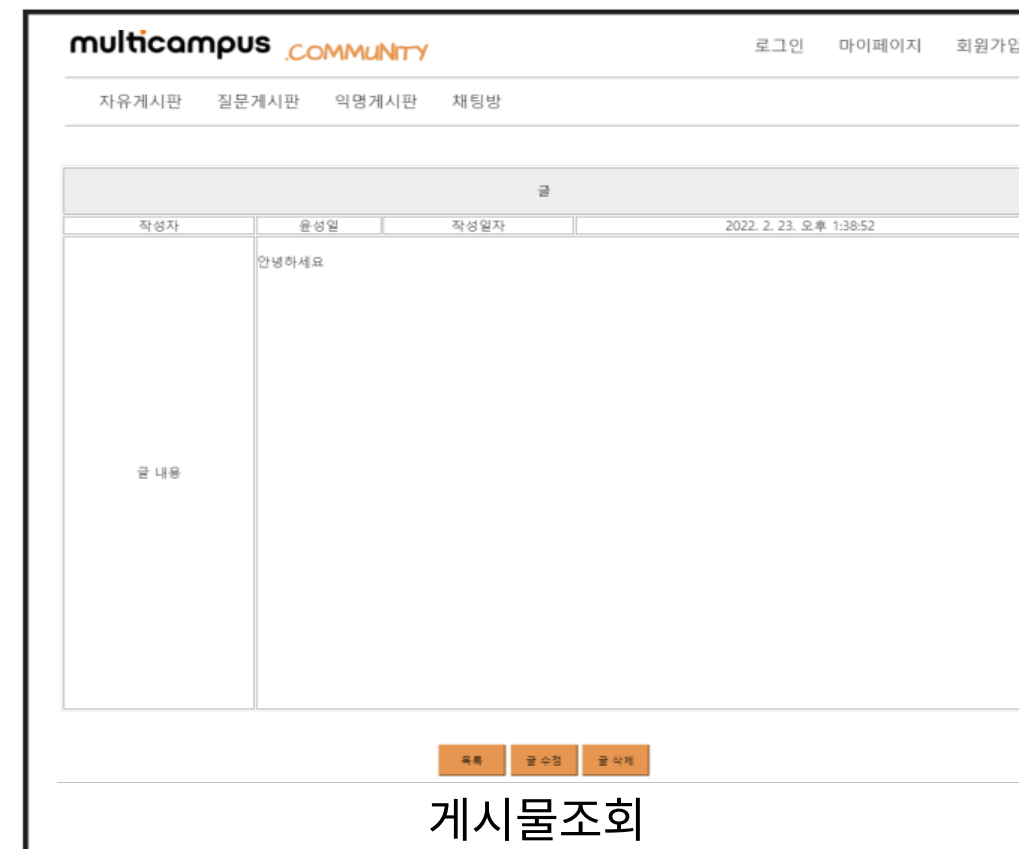 multicampus .COMMUNITY
로그인 마이페이지 회원가입
자유게시판 질문게시판 익명게시판 채팅방
글
작성자 윤성일 작성일자 2022. 2. 23. 오후 1:38:52
안녕하세요
글 내용
목록 글 수정 글 삭제
게시물조회